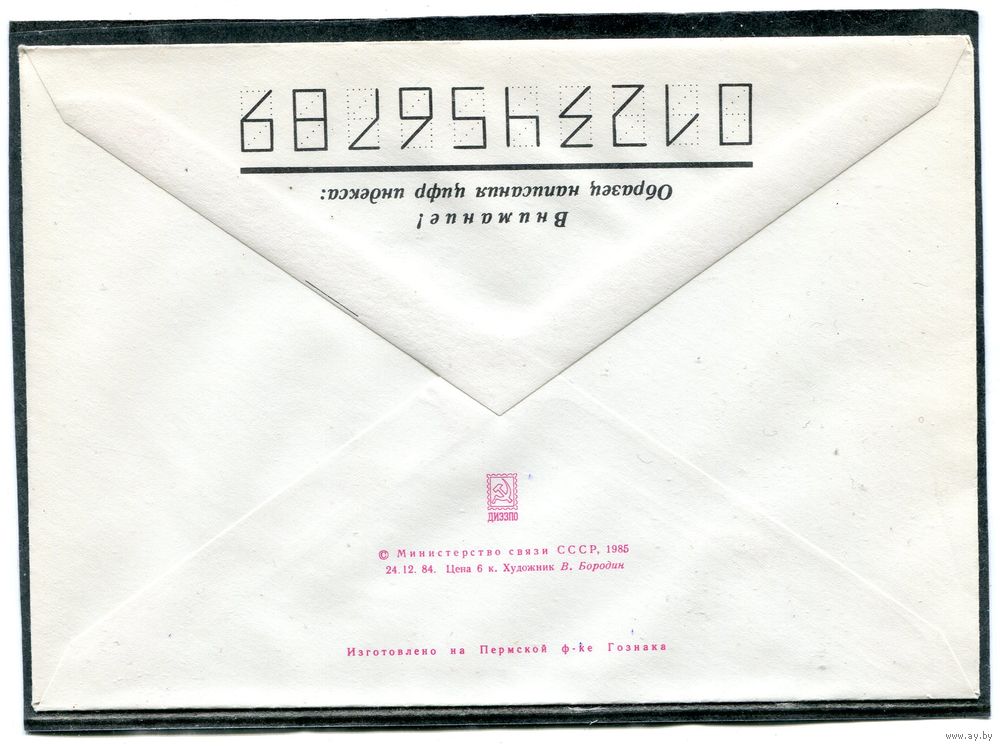 Внимание!
Образец написания цифр индекса:
0123456789
ДИЭЗПО
© Министерство связи СССР, 1985
24.12.84. Цена 6 к. Художник В. Бородин
Изготовлено на Пермской ф-ке Гознака
www.ay.by